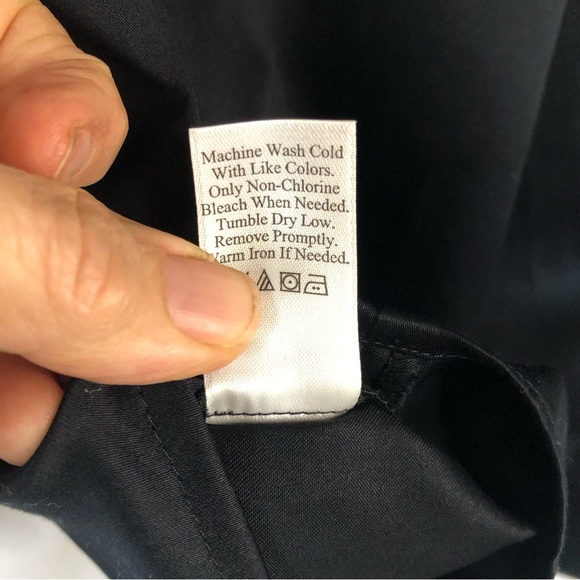 Machine Wash Cold
With Like Colors.
Only Non-Chlorine
Bleach When Needed.
Tumble Dry Low.
Remove Promptly.
arm Iron If Needed.